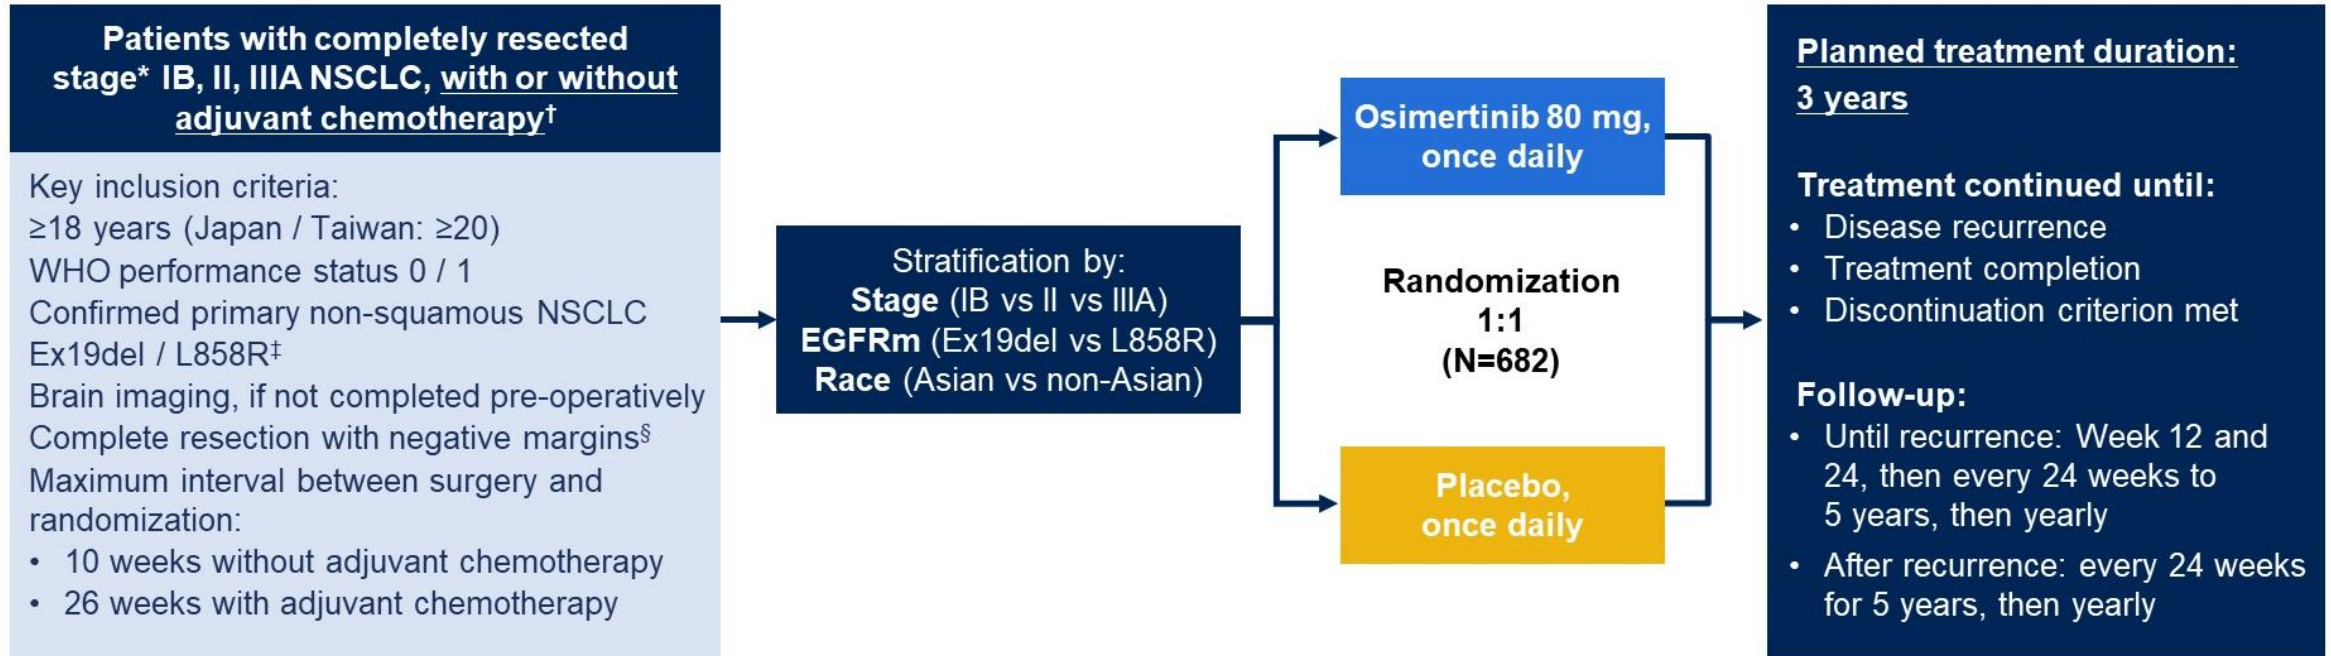 Patients with completely resected
stage* IB, II, IIIA NSCLC, with or without
adjuvant chemotherapy†
Key inclusion criteria:
≥18 years (Japan / Taiwan: ≥20)
WHO performance status 0 / 1
Confirmed primary non-squamous NSCLC
Ex19del / L858R‡
Brain imaging, if not completed pre-operatively
Complete resection with negative margins§
Maximum interval between surgery and
randomization:
• 10 weeks without adjuvant chemotherapy
• 26 weeks with adjuvant chemotherapy
Stratification by:
Stage (IB vs II vs IIIA)
EGFRm (Ex19del vs L858R)
Race (Asian vs non-Asian)
Osimertinib 80 mg,
once daily
Randomization
1:1
(N=682)
Placebo,
once daily
Planned treatment duration:
3 years
Treatment continued until:
• Disease recurrence
• Treatment completion
• Discontinuation criterion met
Follow-up:
• Until recurrence: Week 12 and
24, then every 24 weeks to
5 years, then yearly
• After recurrence: every 24 weeks
for 5 years, then yearly